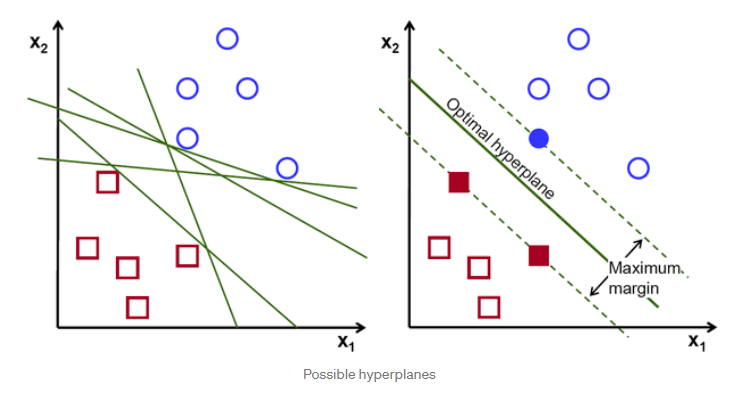 x₂
x₁
x₂
Optimal hyperplane
Maximum
margin
x₁
Possible hyperplanes